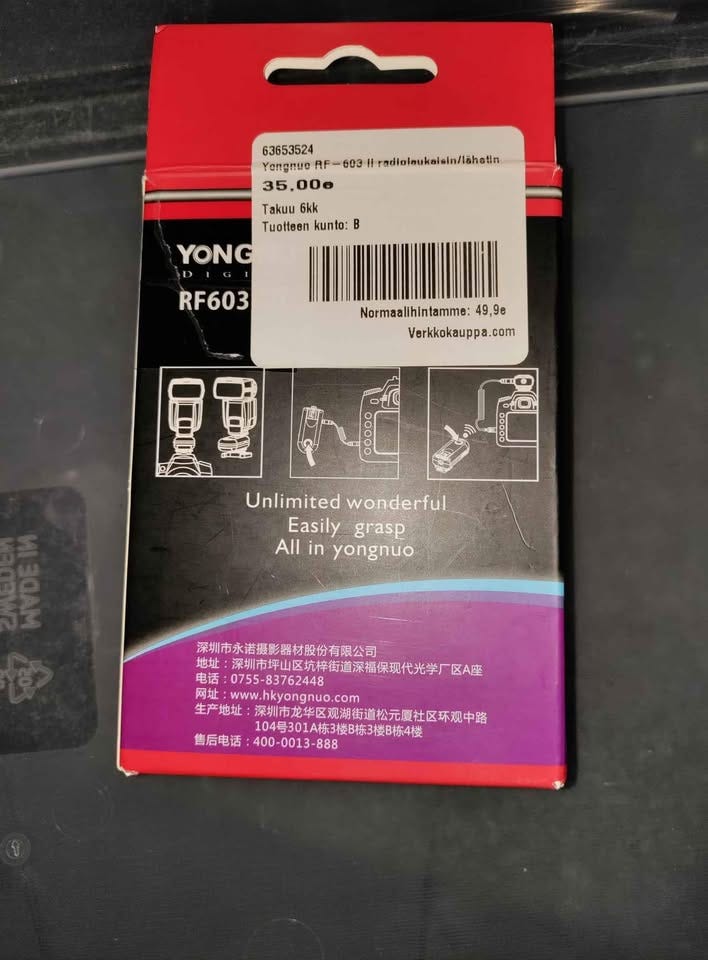 63653524
Yongnuo RF-603 II radiolaukaisin/lähetin
35,00e
Takuu 6kk
Tuotteen kunto: B
Normaalihintamme: 49,9e
Verkkokauppa.com
YONG
DIGI
RF603
Unlimited wonderful
Easily grasp
All in yongnuo
深圳市永诺摄影器材股份有限公司
地址：深圳市坪山区坑梓街道深福保现代光学厂区A座
电话：0755-83762448
网址：www.hkyongnuo.com
生产地址：深圳市龙华区观湖街道松元厦社区环观中路
104号301A栋3楼B栋3楼B栋4楼
售后电话：400-0013-888
MADE IN
SWEDEN